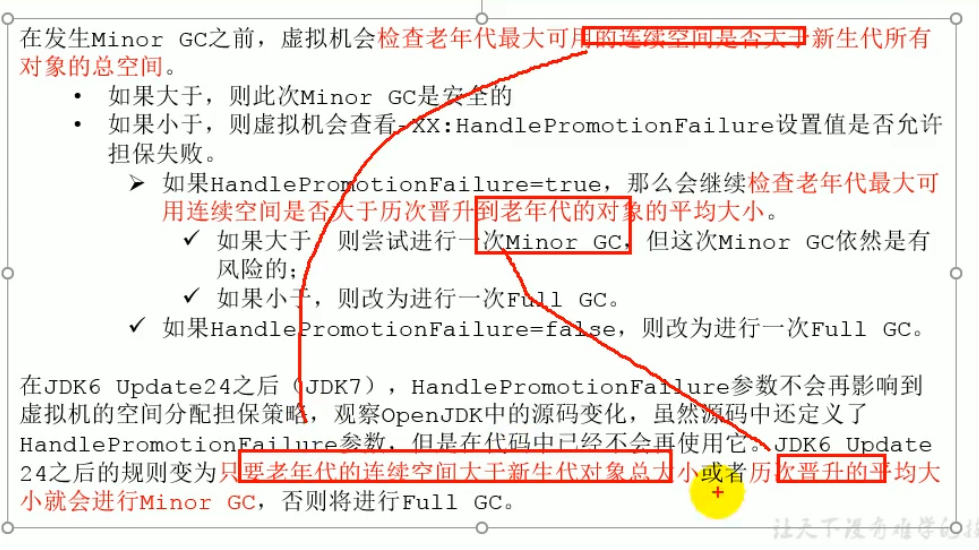 在发生Minor GC之前，虚拟机会检查老年代最大可用的连续空间是否大于新生代所有
对象的总空间。
• 如果大于，则此次Minor GC是安全的
• 如果小于，则虚拟机会查看-XX:HandlePromotionFailure设置值是否允许
担保失败。
➢ 如果HandlePromotionFailure=true，那么会继续检查老年代最大可
用连续空间是否大于历次晋升到老年代的对象的平均大小。
✓ 如果大于，则尝试进行一次Minor GC，但这次Minor GC依然是有
风险的；
✓ 如果小于，则改为进行一次Full GC。
✓ 如果HandlePromotionFailure=false，则改为进行一次Full GC。
在JDK6 Update24之后（JDK7），HandlePromotionFailure参数不会再影响到
虚拟机的空间分配担保策略，观察OpenJDK中的源码变化，虽然源码中还定义了
HandlePromotionFailure参数，但是在代码中已经不会再使用它。JDK6 Update
24之后的规则变为只要老年代的连续空间大于新生代对象总大小或者历次晋升的平均大
小就会进行Minor GC，否则将进行Full GC。
让天下没有难学的技